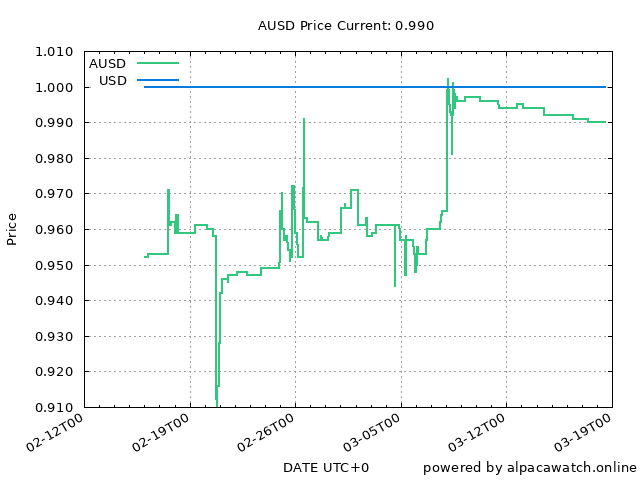 AUSD Price Current: 0.990
1.010
AUSD
USD
1.000
0.990
0.980
0.970
0.960
0.950
0.940
0.930
0.920
0.910
Price
02-12T00
02-19T00
02-26T00
03-05T00
03-12T00
03-19T00
DATE UTC+0
powered by alpacawatch.online